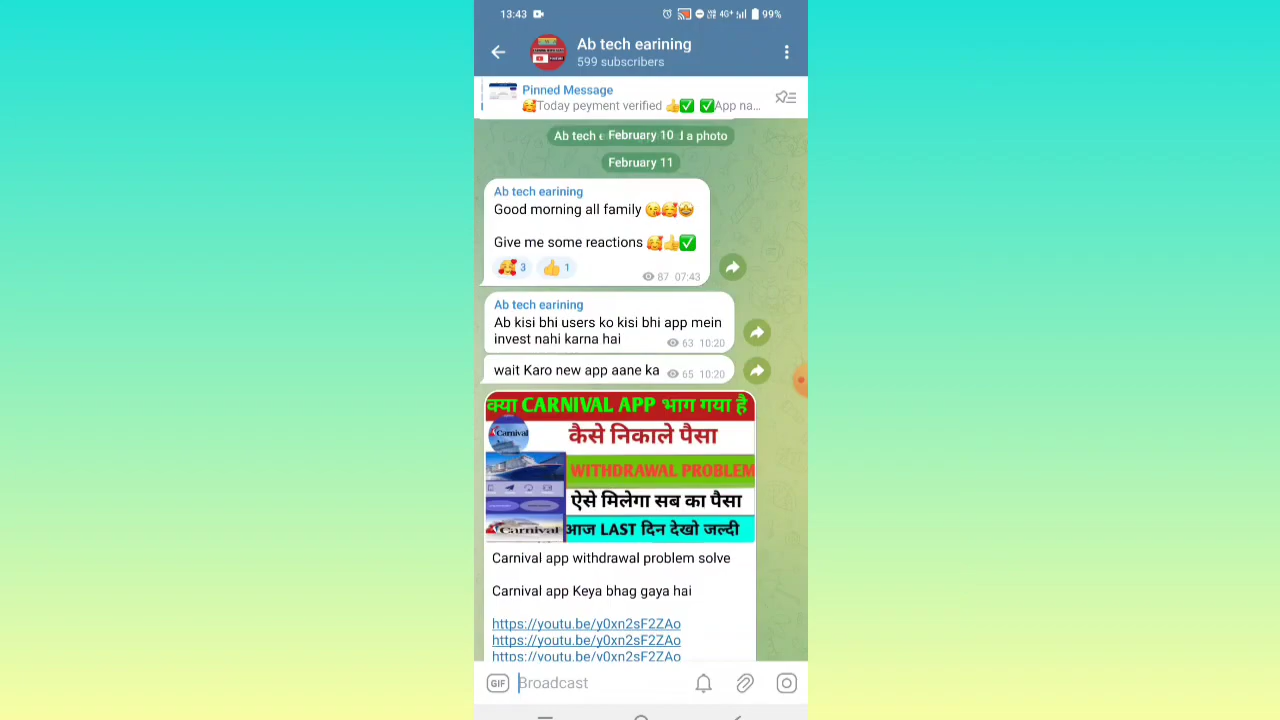 13:43 4G+ 99%
Ab tech earining
599 subscribers
Pinned Message
🥰Today peyment verified 👍✅ ✅App na…
February 10
February 11
Ab tech earining
Good morning all family 😘🥰🤩
Give me some reactions 🥰👍✅
🥰 3 👍 1 87 07:43
Ab tech earining
Ab kisi bhi users ko kisi bhi app mein
invest nahi karna hai 63 10:20
wait Karo new app aane ka 65 10:20
क्या CARNIVAL APP भाग गया है
Carnival कैसे निकाले पैसा
WITHDRAWAL PROBLEM
ऐसे मिलेगा सब का पैसा
Carnival आज LAST दिन देखो जल्दी
Carnival app withdrawal problem solve
Carnival app Keya bhag gaya hai
https://youtu.be/y0xn2sF2ZAo
https://youtu.be/y0xn2sF2ZAo
https://youtu.be/y0xn2sF2ZAo
GIF Broadcast